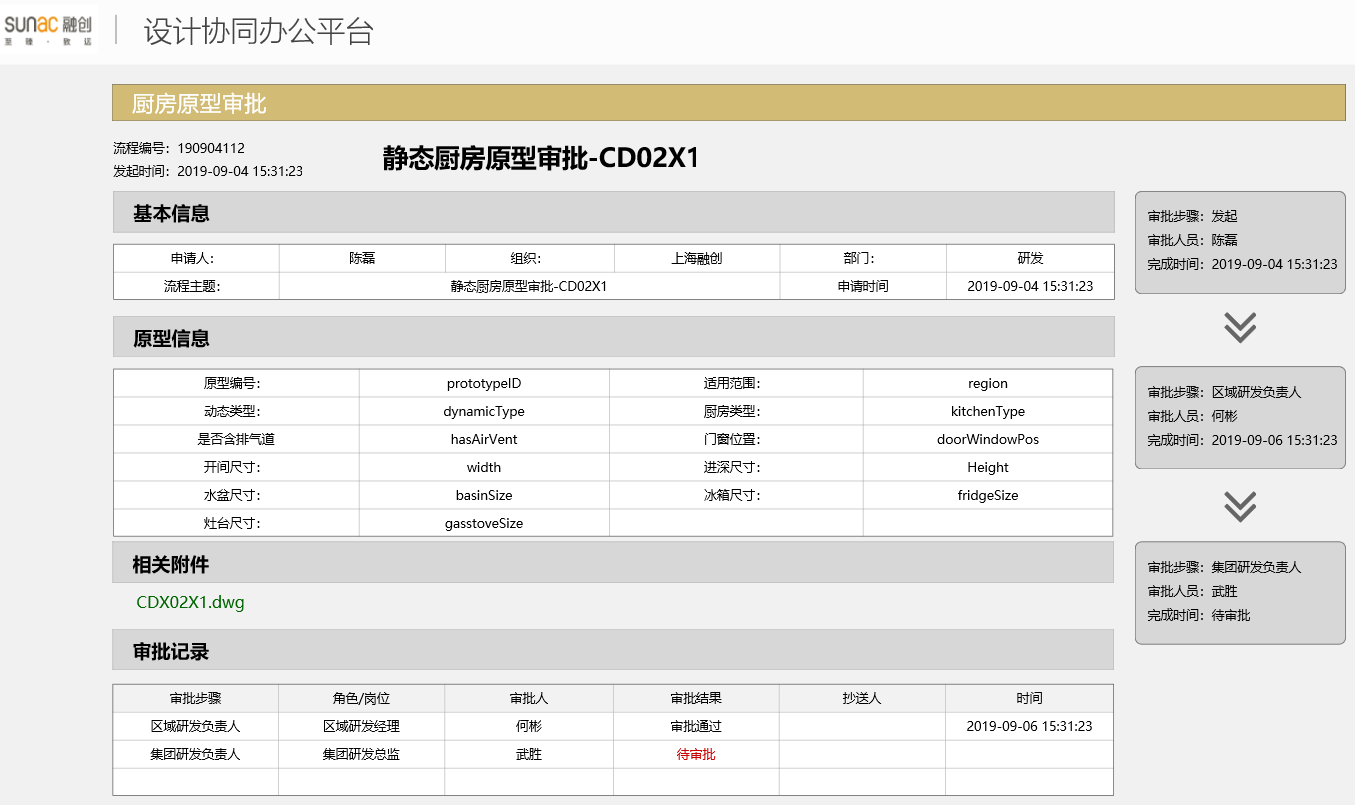 sunac 融创
至臻·致远
设计协同办公平台
厨房原型审批
流程编号：190904112
发起时间：2019-09-04 15:31:23
静态厨房原型审批-CD02X1
基本信息
申请人： 陈磊 组织： 上海融创 部门： 研发
流程主题： 静态厨房原型审批-CD02X1 申请时间 2019-09-04 15:31:23
原型信息
原型编号： prototypeID 适用范围： region
动态类型： dynamicType 厨房类型： kitchenType
是否含排气道 hasAirVent 门窗位置： doorWindowPos
开间尺寸： width 进深尺寸： Height
水盆尺寸： basinSize 冰箱尺寸： fridgeSize
灶台尺寸： gasstoveSize
相关附件
CDX02X1.dwg
审批记录
审批步骤 角色/岗位 审批人 审批结果 抄送人 时间
区域研发负责人 区域研发经理 何彬 审批通过 2019-09-06 15:31:23
集团研发负责人 集团研发总监 武胜 待审批
审批步骤：发起
审批人员：陈磊
完成时间：2019-09-04 15:31:23
审批步骤：区域研发负责人
审批人员：何彬
完成时间：2019-09-06 15:31:23
审批步骤：集团研发负责人
审批人员：武胜
完成时间：待审批